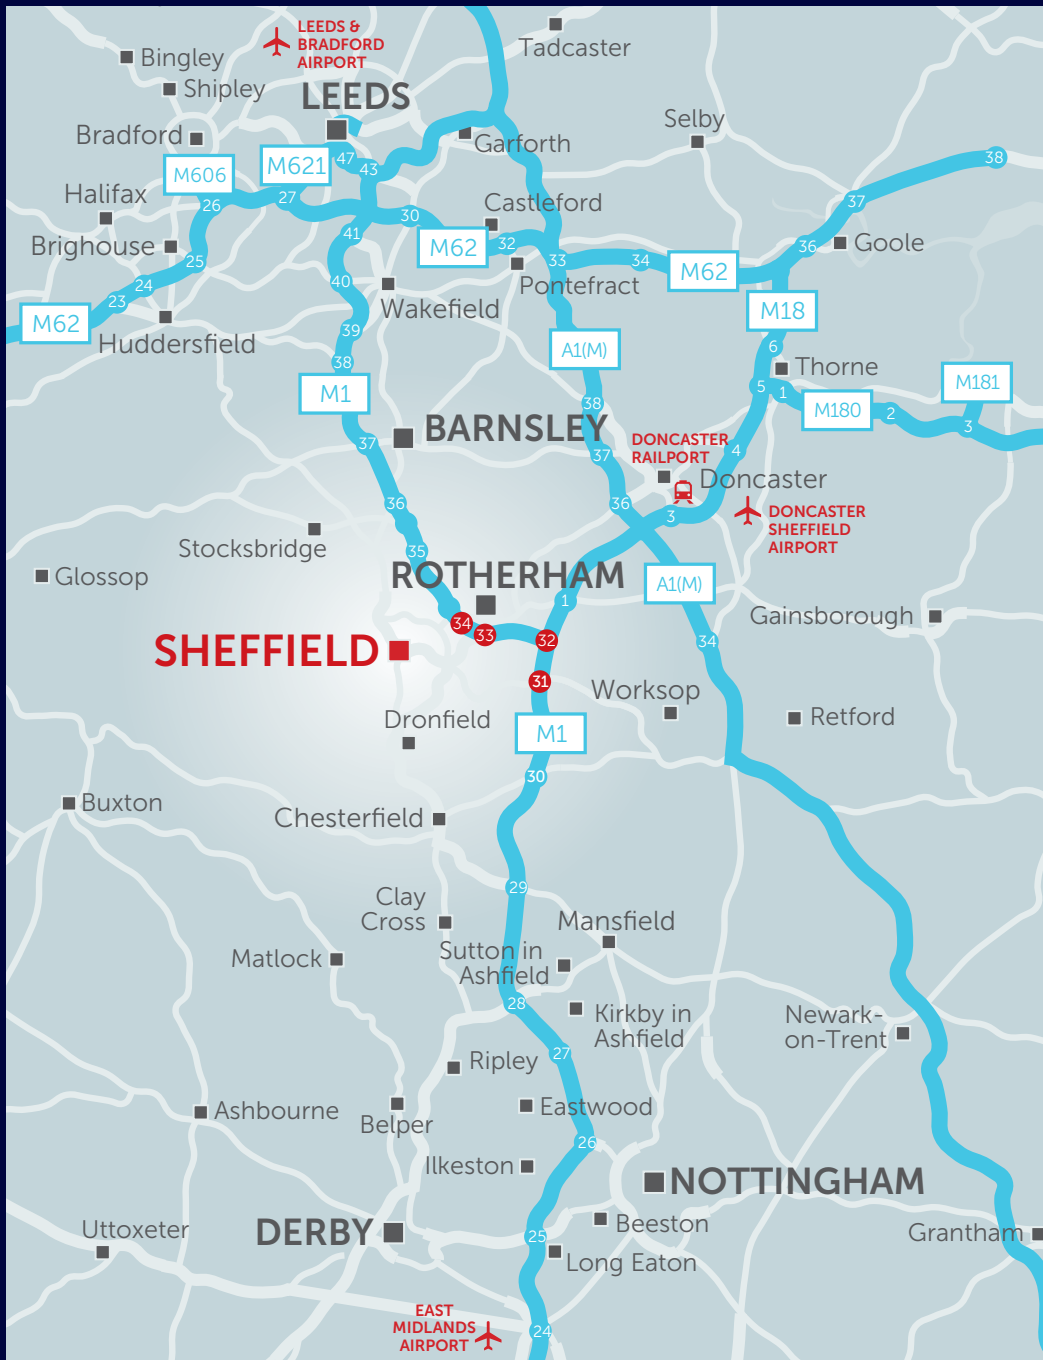 LEEDS &
BRADFORD
AIRPORT
Tadcaster
Bingley
Shipley
LEEDS
Bradford
Selby
Garforth
47
43
M621
M606
38
Halifax
27
26
30
Castleford
37
Brighouse
41
M62
32
36
Goole
25
33
34
M62
24
40
Wakefield
Pontefract
23
M18
M62
39
Huddersfield
6
A1(M)
38
Thorne
M1
5
1
M181
38
M180
2
3
BARNSLEY
DONCASTER
RAILPORT
37
37
4
Doncaster
36
36
3
DONCASTER
SHEFFIELD
AIRPORT
Stocksbridge
35
Glossop
ROTHERHAM
A1(M)
1
Gainsborough
34
33
32
34
SHEFFIELD
31
Worksop
Dronfield
Retford
M1
30
Buxton
Chesterfield
29
Clay
Cross
Mansfield
Sutton in
Ashfield
Matlock
28
Kirkby in
Ashfield
Newark-
on-Trent
27
Ripley
Ashbourne
Belper
Eastwood
26
Ilkeston
NOTTINGHAM
Uttoxeter
DERBY
Beeston
Grantham
25
Long Eaton
EAST
MIDLANDS
AIRPORT
24